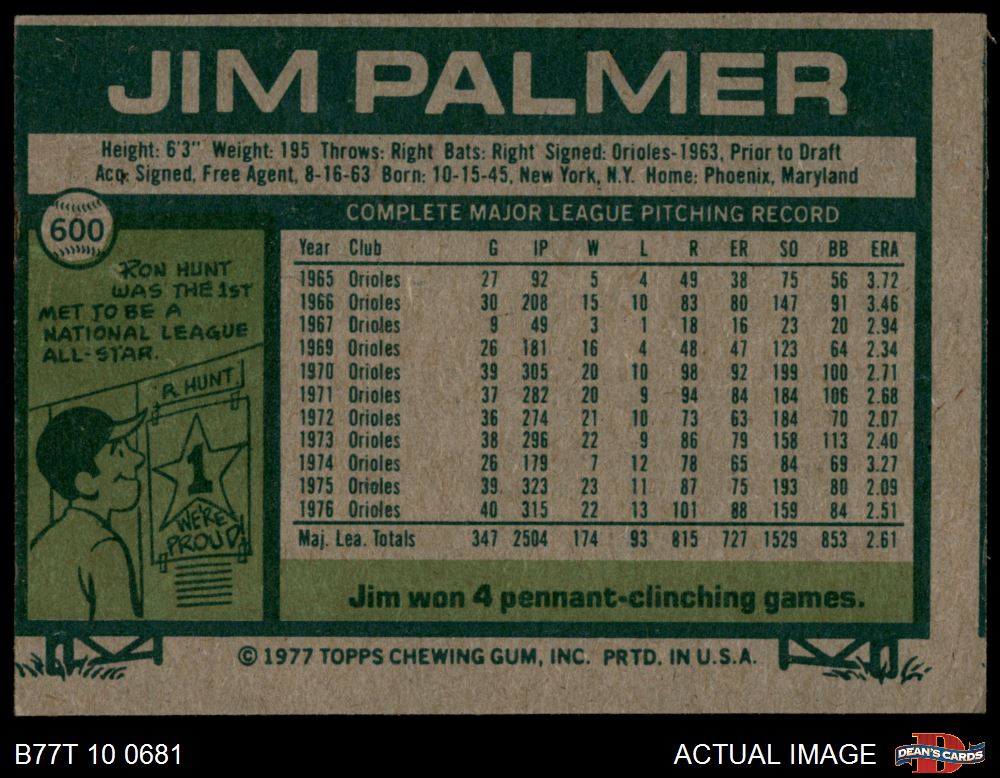 JIM PALMER
Height: 6'3" Weight: 195 Throws: Right Bats: Right Signed: Orioles-1963, Prior to Draft
Acq: Signed, Free Agent, 8-16-63 Born: 10-15-45, New York, N.Y. Home: Phoenix, Maryland
600
RON HUNT
WAS THE 1ST
MET TO BE A
NATIONAL LEAGUE
ALL-STAR.
R. HUNT
1
WE'RE
PROUD
COMPLETE MAJOR LEAGUE PITCHING RECORD
Year Club G IP W L R ER SO BB ERA
1965 Orioles 27 92 5 4 49 38 75 56 3.72
1966 Orioles 30 208 15 10 83 80 147 91 3.46
1967 Orioles 9 49 3 1 18 16 23 20 2.94
1969 Orioles 26 181 16 4 48 47 123 64 2.34
1970 Orioles 39 305 20 10 98 92 199 100 2.71
1971 Orioles 37 282 20 9 94 84 184 106 2.68
1972 Orioles 36 274 21 10 73 63 184 70 2.07
1973 Orioles 38 296 22 9 86 79 158 113 2.40
1974 Orioles 26 179 7 12 78 65 84 69 3.27
1975 Orioles 39 323 23 11 87 75 193 80 2.09
1976 Orioles 40 315 22 13 101 88 159 84 2.51
Maj. Lea. Totals 347 2504 174 93 815 727 1529 853 2.61
Jim won 4 pennant-clinching games.
© 1977 TOPPS CHEWING GUM, INC. PRTD. IN U.S.A.
B77T 10 0681
ACTUAL IMAGE
D
DEAN'S CARDS